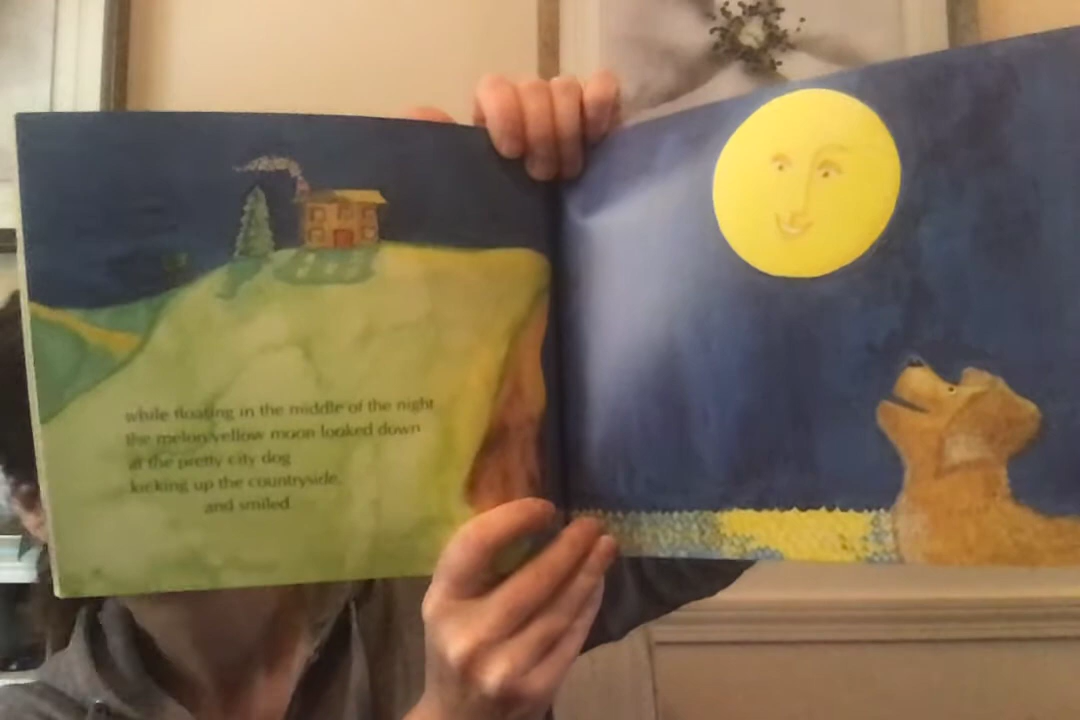 while floating in the middle of the night
the melon yellow moon looked down
at the pretty city dog
kicking up the countryside,
and smiled